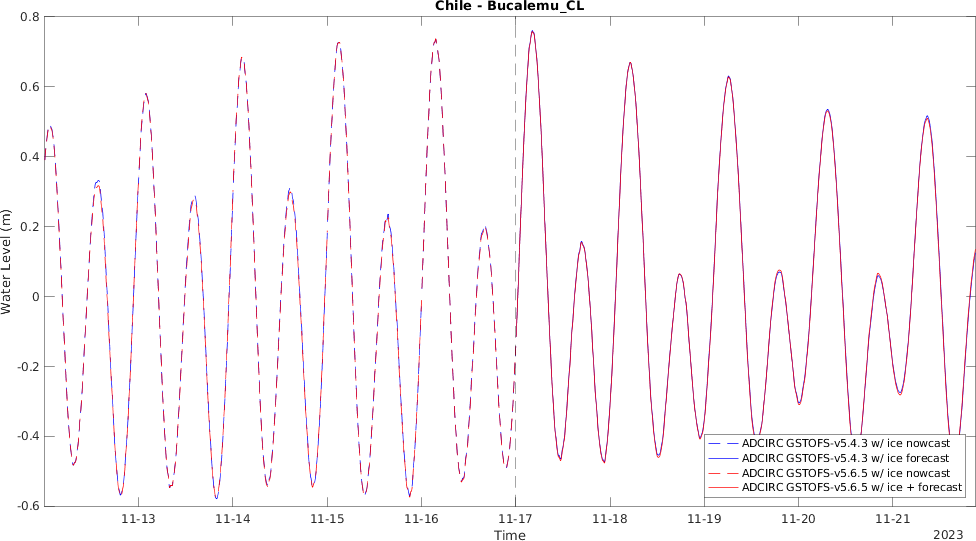 Chile - Bucalemu_CL
0.8
0.6
0.4
0.2
0
-0.2
-0.4
-0.6
Water Level (m)
11-13
11-14
11-15
11-16
11-17
11-18
11-19
11-20
11-21
Time
2023
ADCIRC GSTOFS-v5.4.3 w/ ice nowcast
ADCIRC GSTOFS-v5.4.3 w/ ice forecast
ADCIRC GSTOFS-v5.6.5 w/ ice nowcast
ADCIRC GSTOFS-v5.6.5 w/ ice + forecast